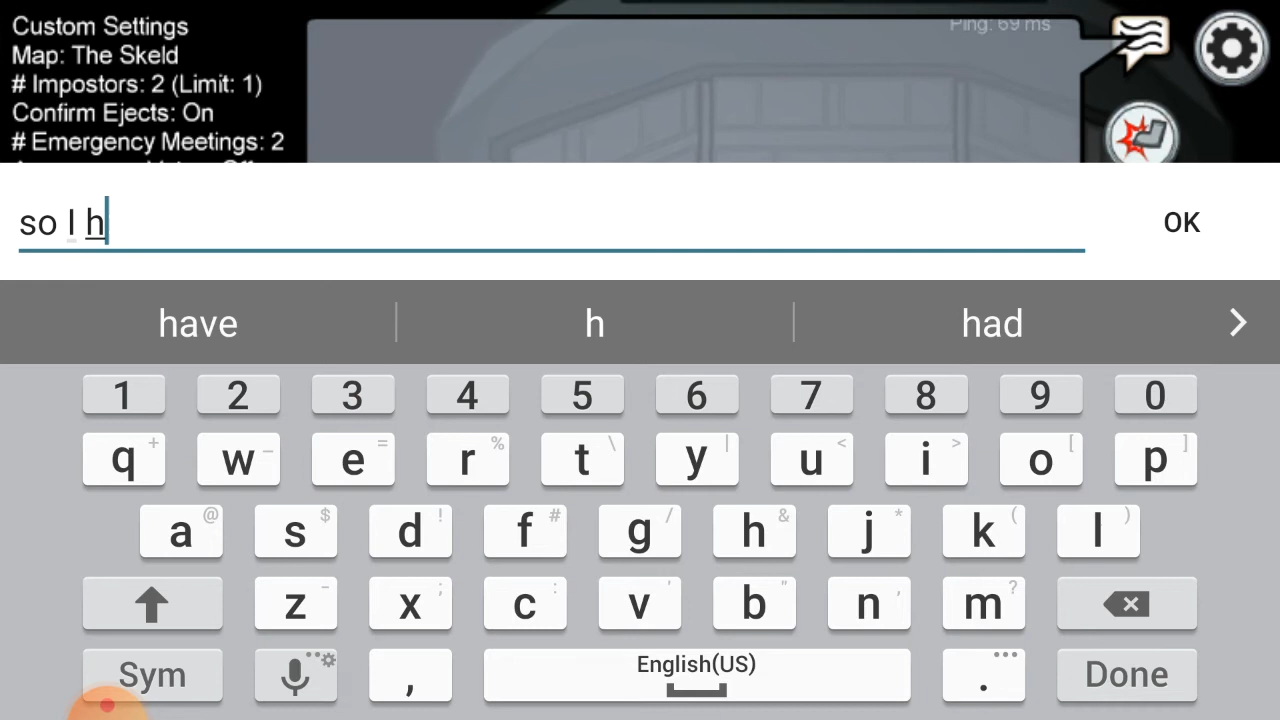 Custom Settings
Ping: 69 ms
Map: The Skeld
# Impostors: 2 (Limit: 1)
Confirm Ejects: On
# Emergency Meetings: 2
so I h
OK
have h had
1 2 3 4 5 6 7 8 9 0
q + w - e = r % t \ y | u < i > o [ p ]
a @ s $ d ! f # g / h & j * k ( l )
z - x ; c : v ' b " n , m ?
Sym , English(US) . Done